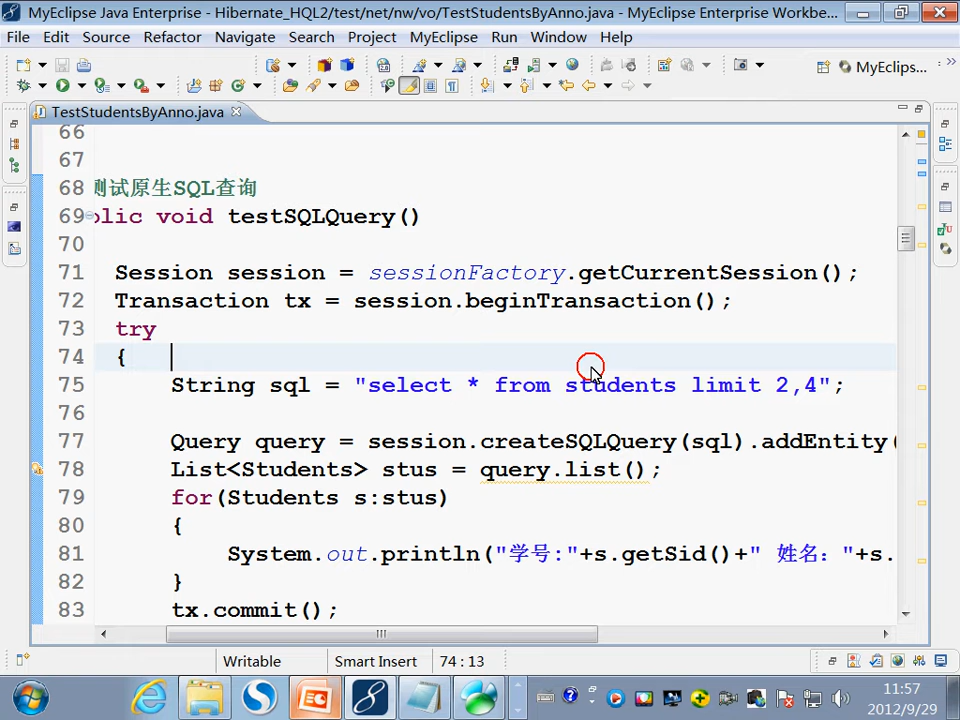 MyEclipse Java Enterprise - Hibernate_HQL2/test/net/nw/vo/TestStudentsByAnno.java - MyEclipse Enterprise Workbe...
File Edit Source Refactor Navigate Search Project MyEclipse Run Window Help
MyEclips...
TestStudentsByAnno.java
66
67
68 测试原生SQL查询
69 olic void testSQLQuery()
70
71 Session session = sessionFactory.getCurrentSession();
72 Transaction tx = session.beginTransaction();
73 try
74 {
75 String sql = "select * from students limit 2,4";
76
77 Query query = session.createSQLQuery(sql).addEntity(
78 List<Students> stus = query.list();
79 for(Students s:stus)
80 {
81 System.out.println("学号:"+s.getSid()+" 姓名: "+s.
82 }
83 tx.commit();
Writable Smart Insert 74 : 13
11:57
2012/9/29